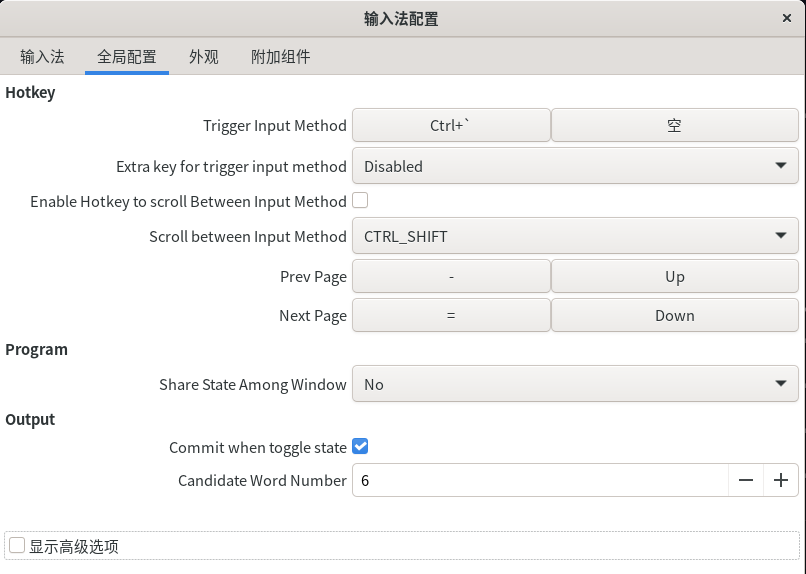 输入法配置
输入法 全局配置 外观 附加组件
Hotkey
Trigger Input Method Ctrl+` 空
Extra key for trigger input method Disabled
Enable Hotkey to scroll Between Input Method
Scroll between Input Method CTRL_SHIFT
Prev Page - Up
Next Page = Down
Program
Share State Among Window No
Output
Commit when toggle state
Candidate Word Number 6
显示高级选项